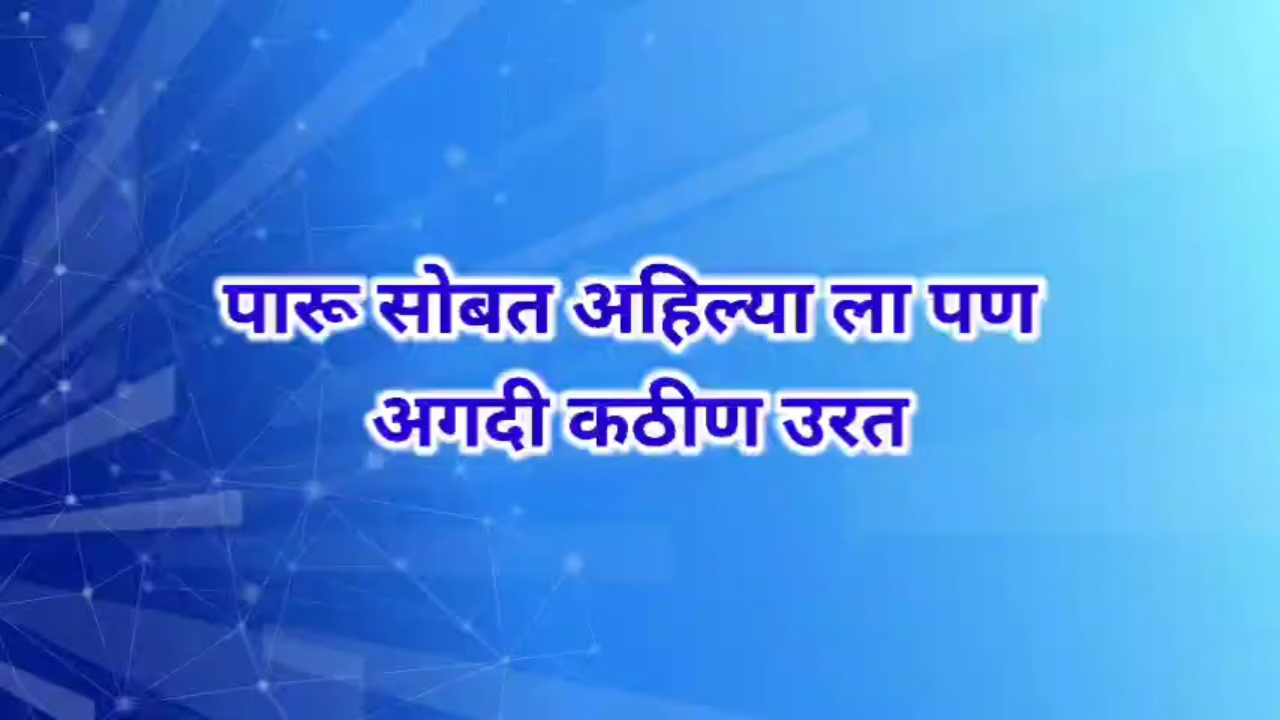 पारू सोबत अहिल्या ला पण
अगदी कठीण उरत